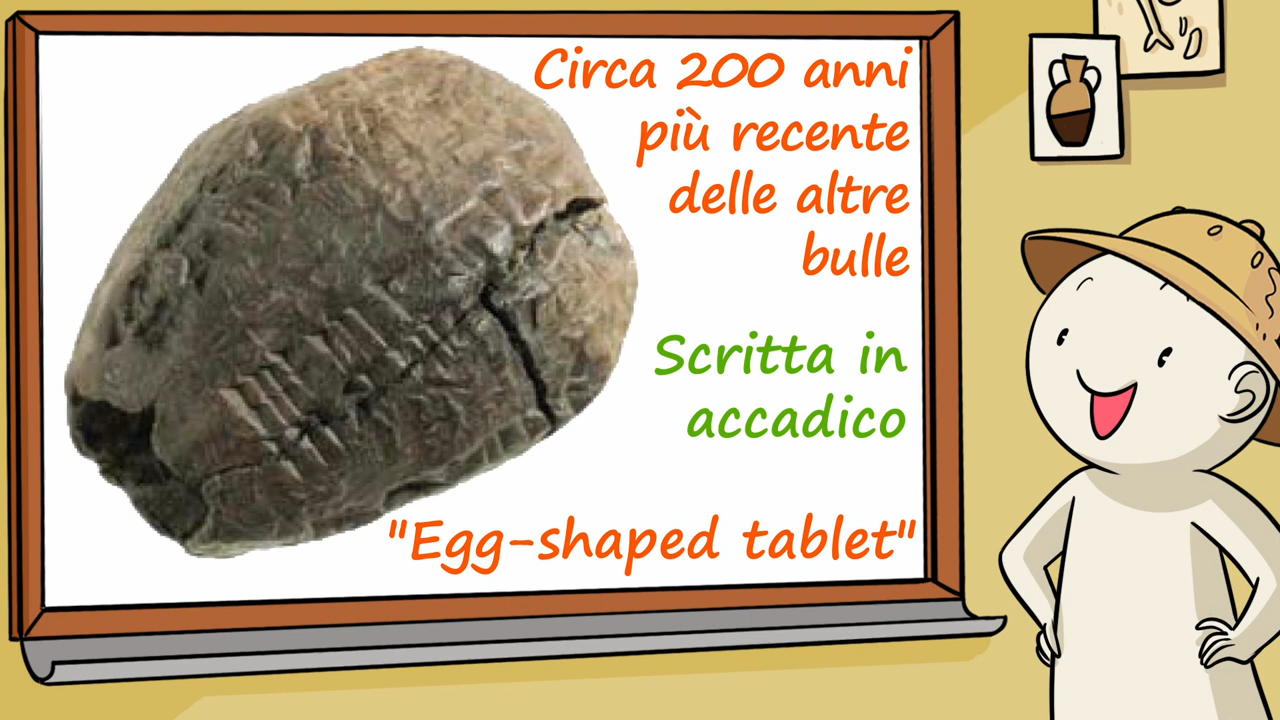 Circa 200 anni
più recente
delle altre
bulle
Scritta in
accadico
"Egg-shaped tablet"